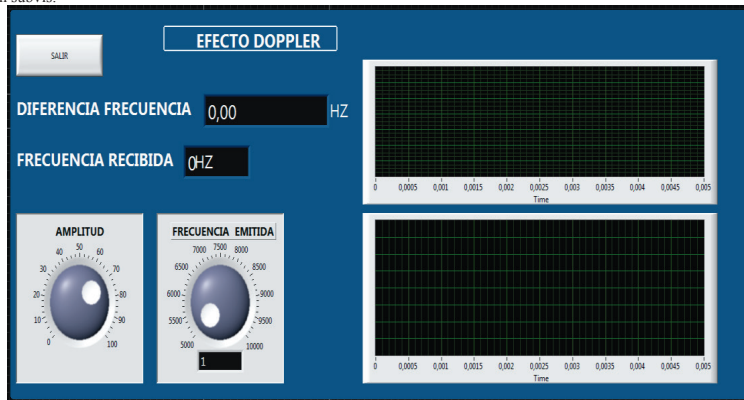 SALIR
EFECTO DOPPLER
DIFERENCIA FRECUENCIA 0,00 HZ
FRECUENCIA RECIBIDA 0HZ
AMPLITUD
0 10 20 30 40 50 60 70 80 90 100
FRECUENCIA EMITIDA
5000 5500 6000 6500 7000 7500 8000 8500 9000 9500 10000
1
0 0,0005 0,001 0,0015 0,002 0,0025 0,003 0,0035 0,004 0,0045 0,005
Time
0 0,0005 0,001 0,0015 0,002 0,0025 0,003 0,0035 0,004 0,0045 0,005
Time